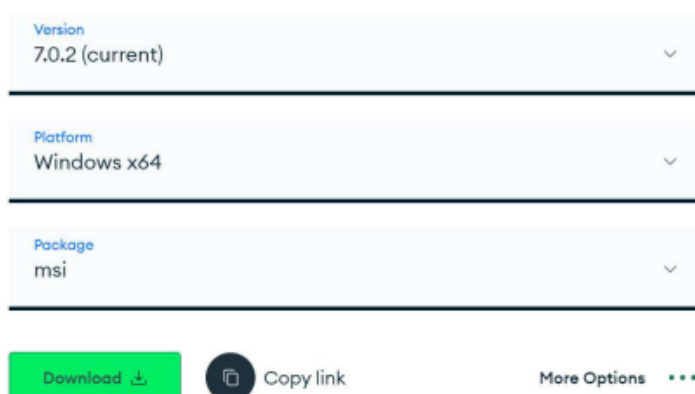 Version
7.0.2 (current)
Platform
Windows x64
Package
msi
Download
Copy link
More Options